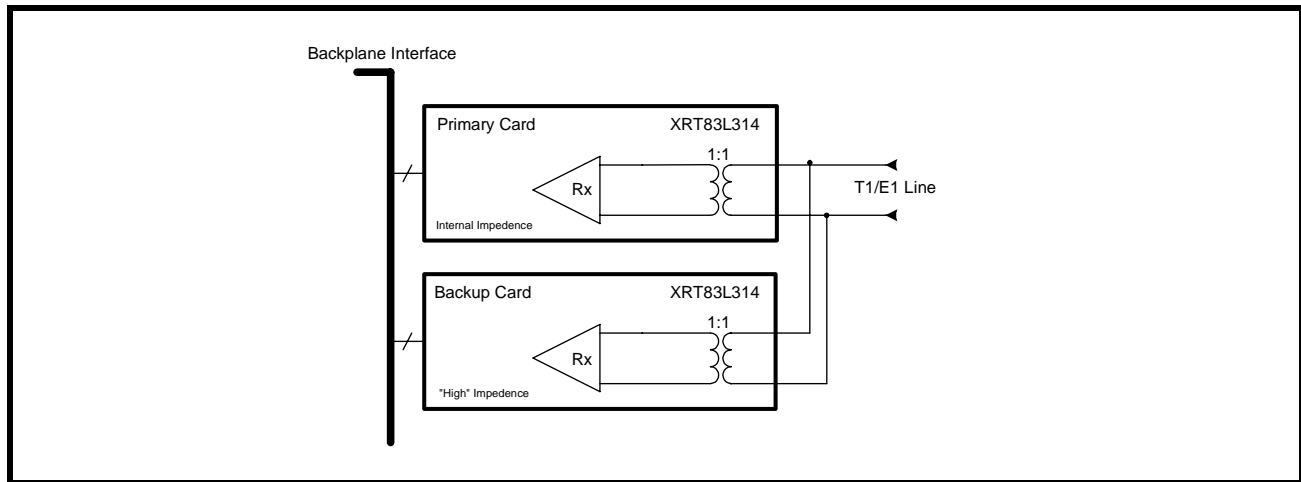 Backplane Interface
Primary Card XRT83L314
1:1
Rx
T1/E1 Line
Internal Impedence
Backup Card XRT83L314
1:1
Rx
"High" Impedence